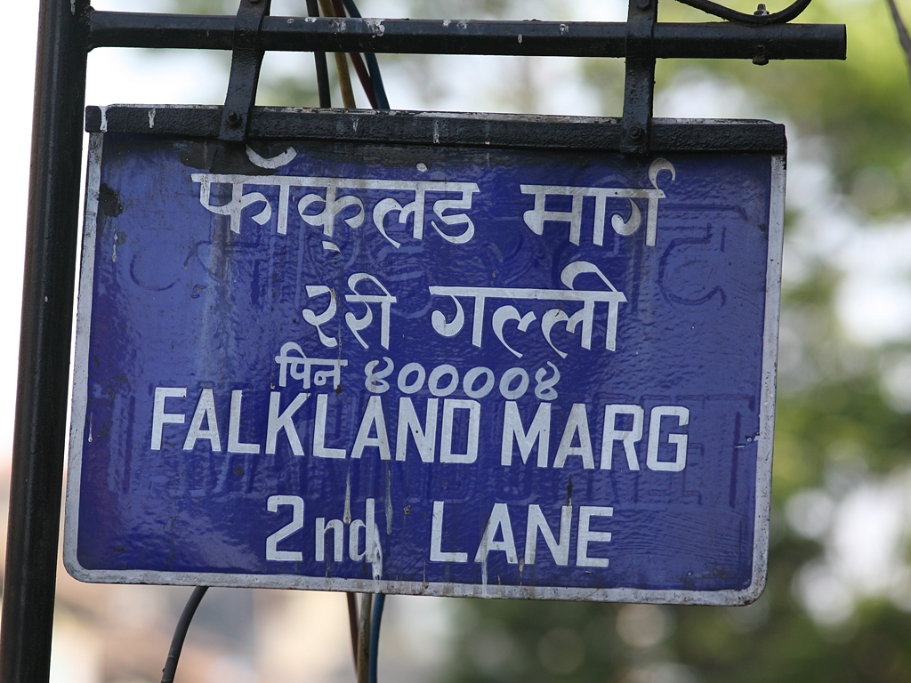 फॉकलंड मार्ग
२री गल्ली
पिन ४००००४
FALKLAND MARG
2nd LANE